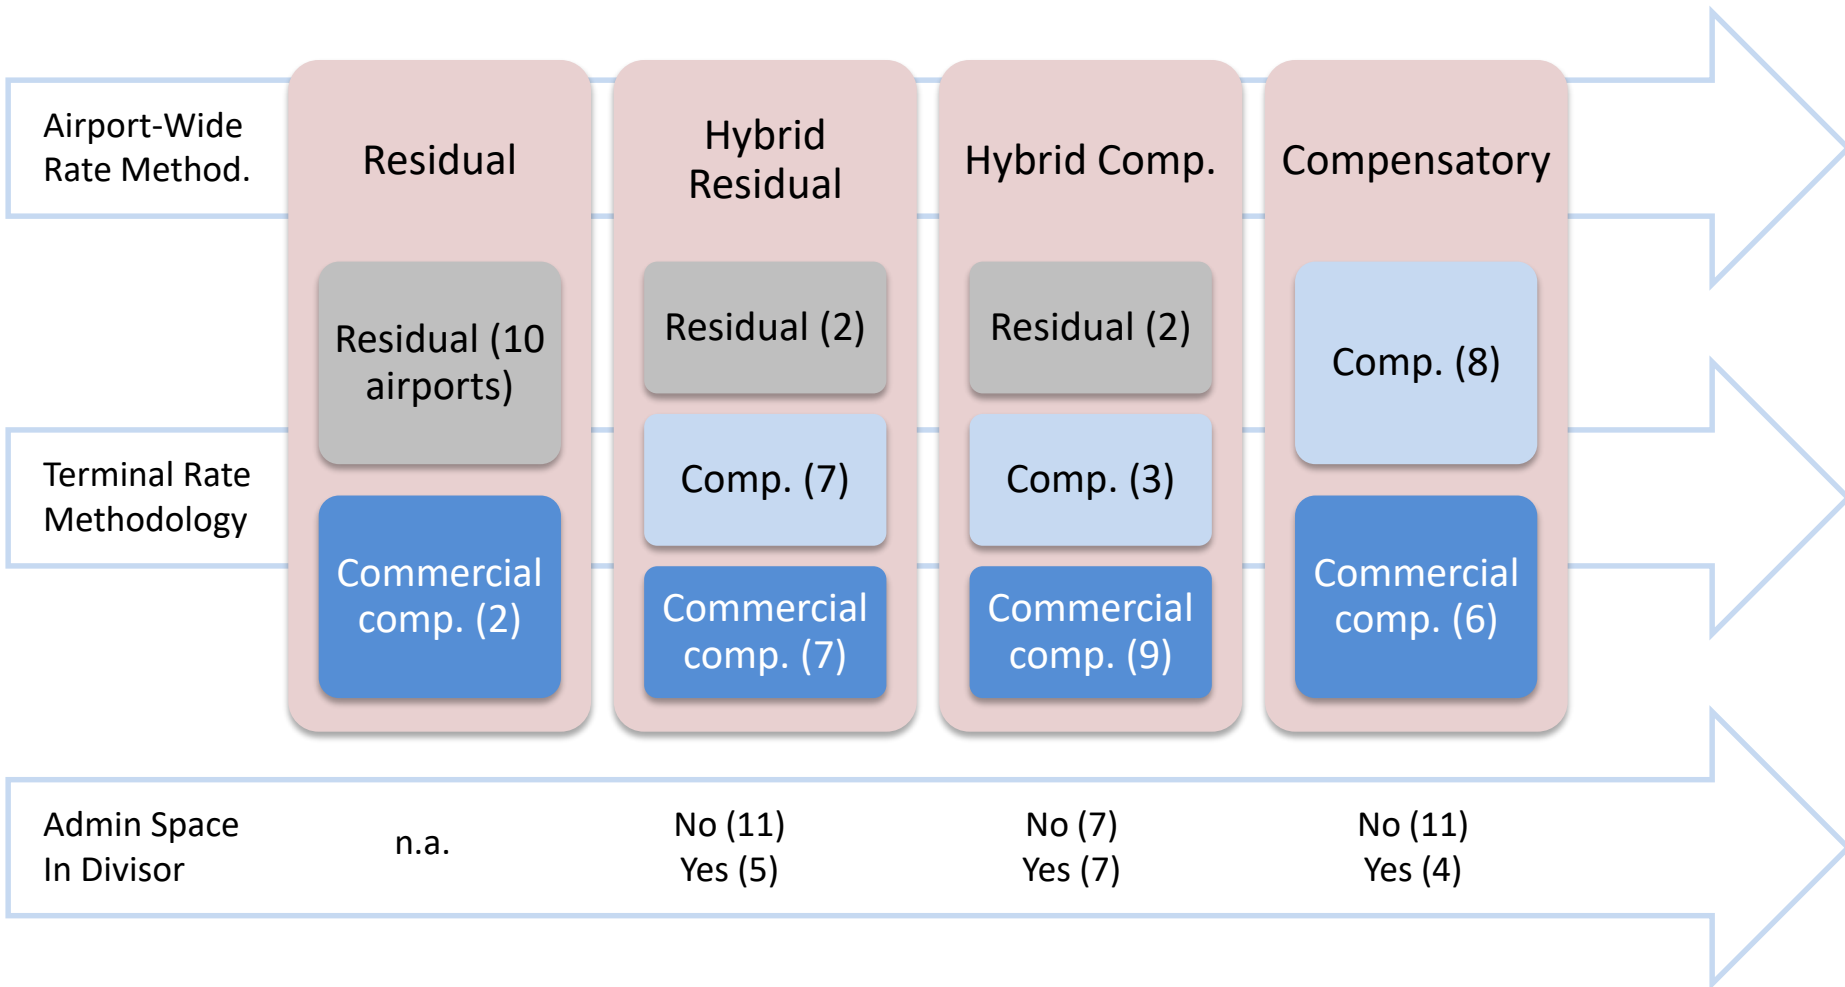 Airport-Wide
Rate Method.
Residual
Hybrid
Residual
Hybrid Comp.
Compensatory
Terminal Rate
Methodology
Residual (10
airports)
Commercial
comp. (2)
Residual (2)
Comp. (7)
Commercial
comp. (7)
Residual (2)
Comp. (3)
Commercial
comp. (9)
Comp. (8)
Commercial
comp. (6)
Admin Space
In Divisor
n.a.
No (11)
Yes (5)
No (7)
Yes (7)
No (11)
Yes (4)